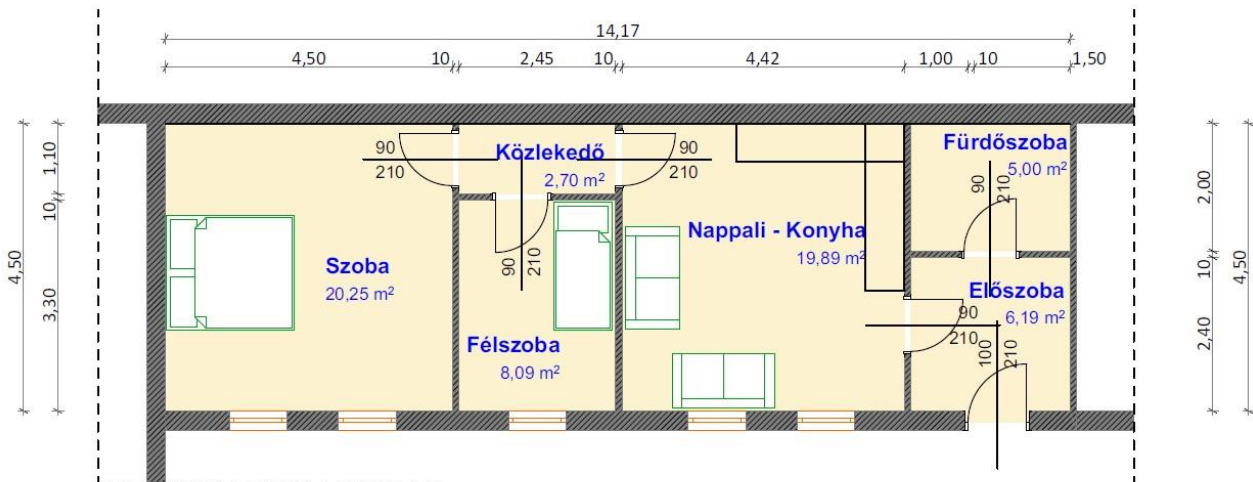 14,17
4,50 10 2,45 10 4,42 1,00 10 1,50
4,50
1,10
10
3,30
90
210
Közlekedő
2,70 m²
90
210
Fürdőszoba
5,00 m²
90
210
2,00
10
2,40
4,50
Szoba
20,25 m²
90
210
Nappali - Konyha
19,89 m²
Előszoba
6,19 m²
90
210
100
210
Félszoba
8,09 m²